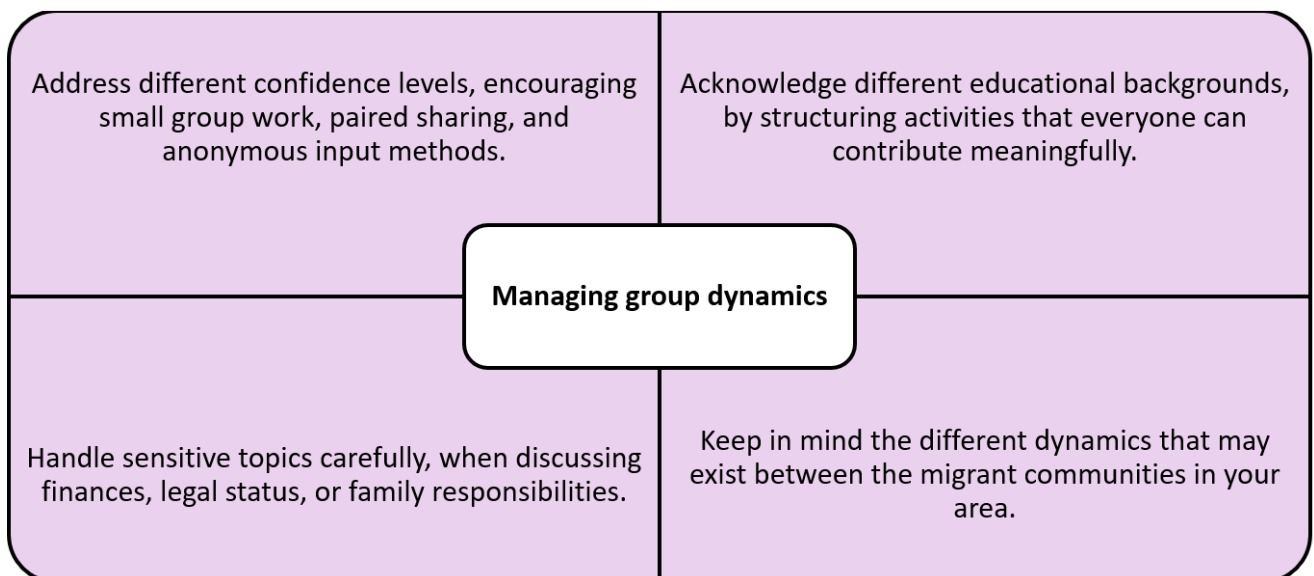 Address different confidence levels, encouraging
small group work, paired sharing, and
anonymous input methods.
Acknowledge different educational backgrounds,
by structuring activities that everyone can
contribute meaningfully.
Managing group dynamics
Handle sensitive topics carefully, when discussing
finances, legal status, or family responsibilities.
Keep in mind the different dynamics that may
exist between the migrant communities in your
area.